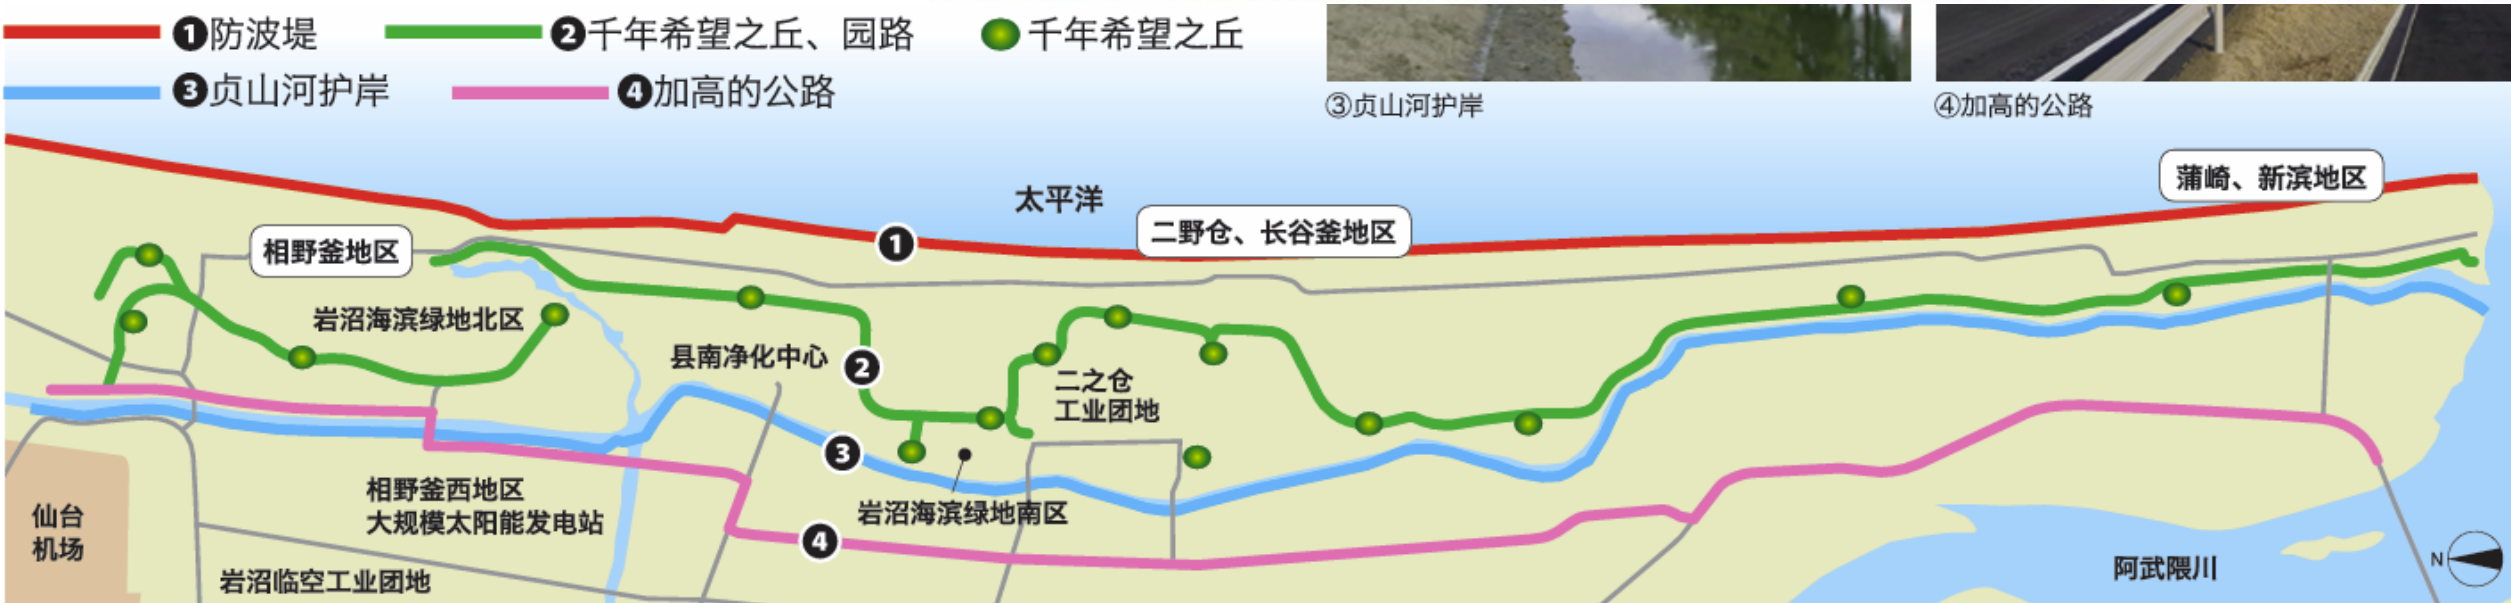 ❶防波堤
❷千年希望之丘、园路
千年希望之丘
❸贞山河护岸
❹加高的公路
③贞山河护岸
④加高的公路
太平洋
蒲崎、新滨地区
二野仓、长谷釜地区
相野釜地区
❶
岩沼海滨绿地北区
县南净化中心
❷
二之仓
工业团地
❸
相野釜西地区
大规模太阳能发电站
岩沼海滨绿地南区
仙台
机场
❹
岩沼临空工业团地
阿武隈川
N